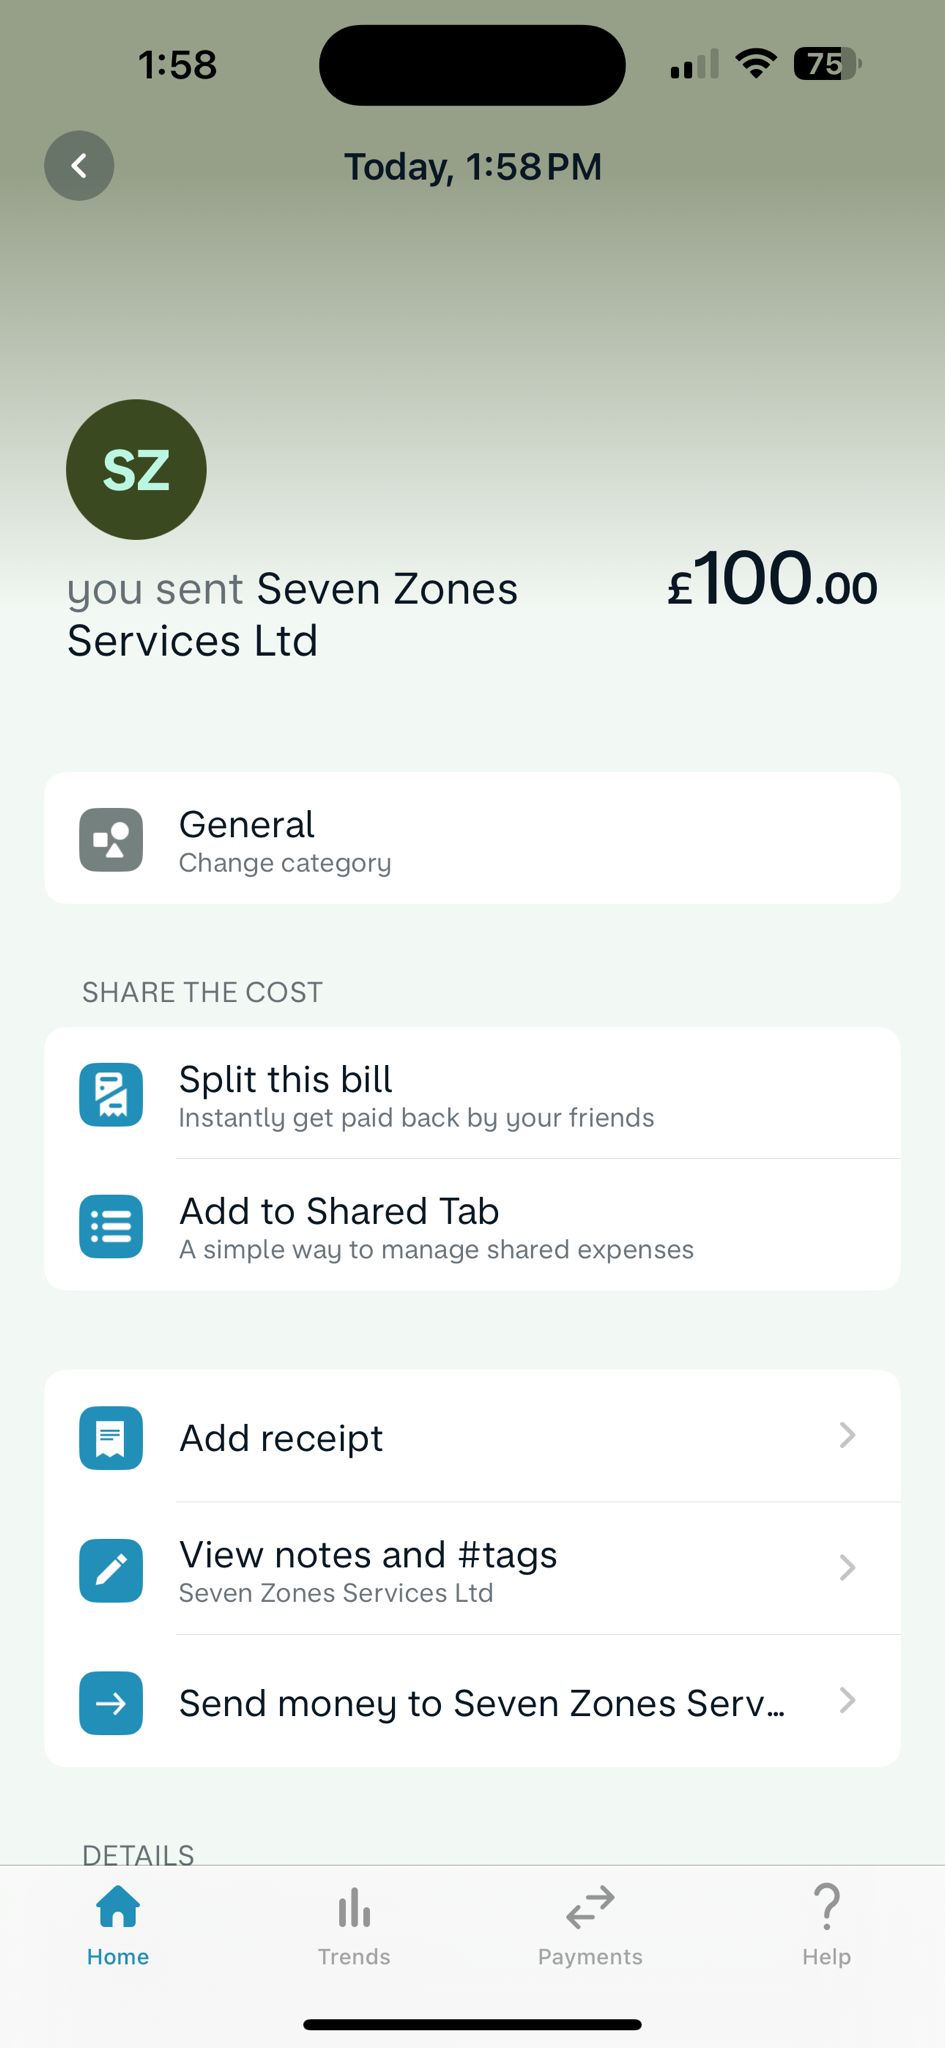 1:58
75
Today, 1:58 PM
SZ
you sent Seven Zones
Services Ltd
£100.00
General
Change category
SHARE THE COST
Split this bill
Instantly get paid back by your friends
Add to Shared Tab
A simple way to manage shared expenses
Add receipt
View notes and #tags
Seven Zones Services Ltd
Send money to Seven Zones Serv...
DETAILS
Home
Trends
Payments
Help